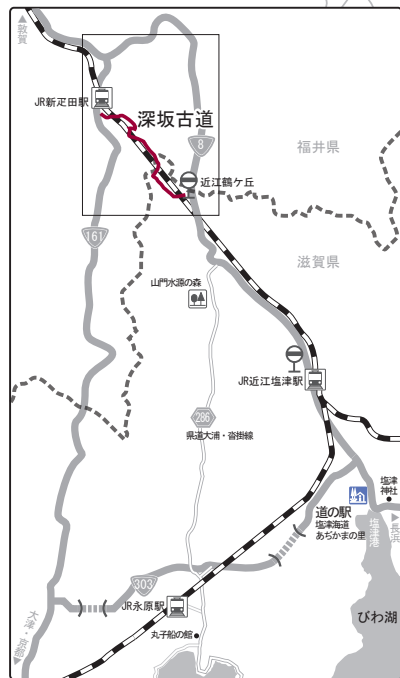 ▲敦賀
JR新疋田駅
深坂古道
8
福井県
近江鶴ケ丘
161
滋賀県
山門水源の森
JR近江塩津駅
286
県道大浦・沓掛線
塩津
神社
道の駅
塩津海道
あぢかまの里
塩津港
▶長浜
303
JR永原駅
びわ湖
丸子船の館
大津・京都▼